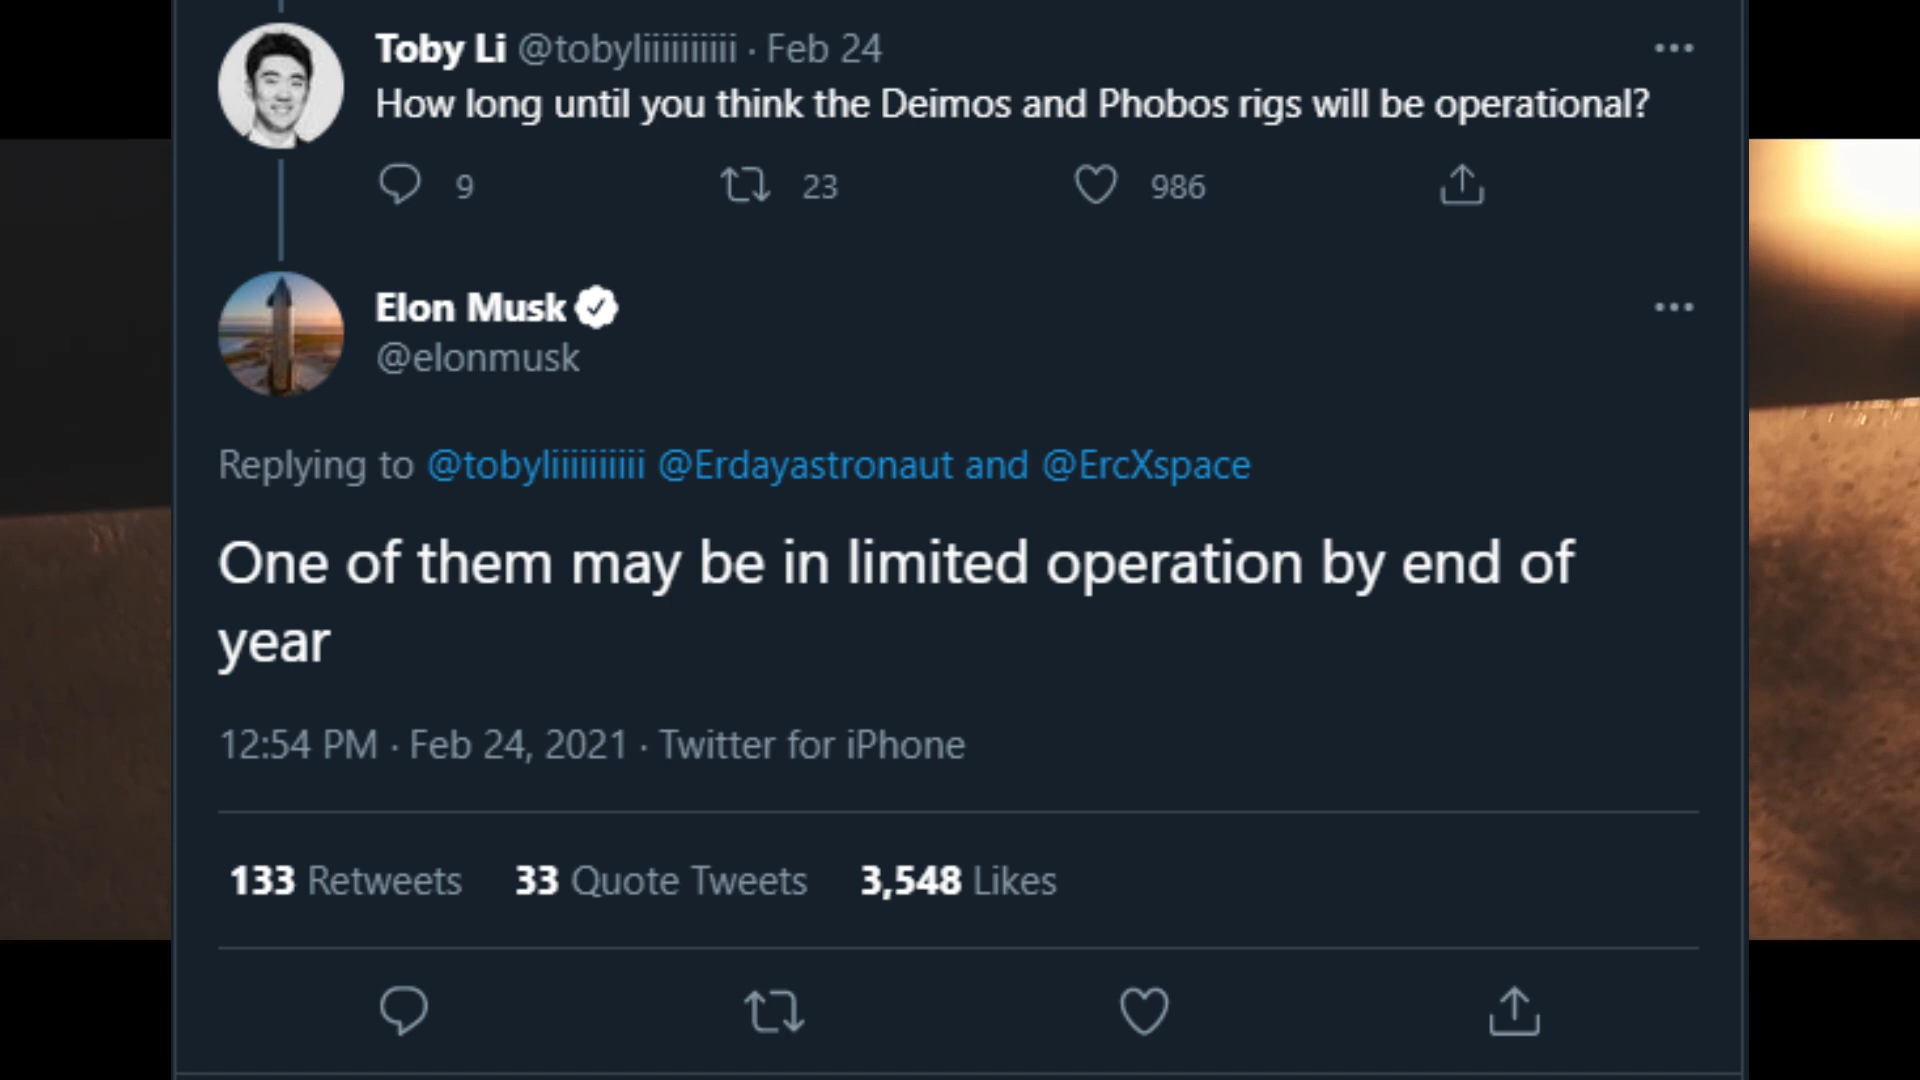 Toby Li @tobyliiiiiiiiiii · Feb 24
How long until you think the Deimos and Phobos rigs will be operational?
9 23 986
Elon Musk
@elonmusk
Replying to @tobyliiiiiiiiiii @Erdayastronaut and @ErcXspace
One of them may be in limited operation by end of
year
12:54 PM · Feb 24, 2021 · Twitter for iPhone
133 Retweets 33 Quote Tweets 3,548 Likes